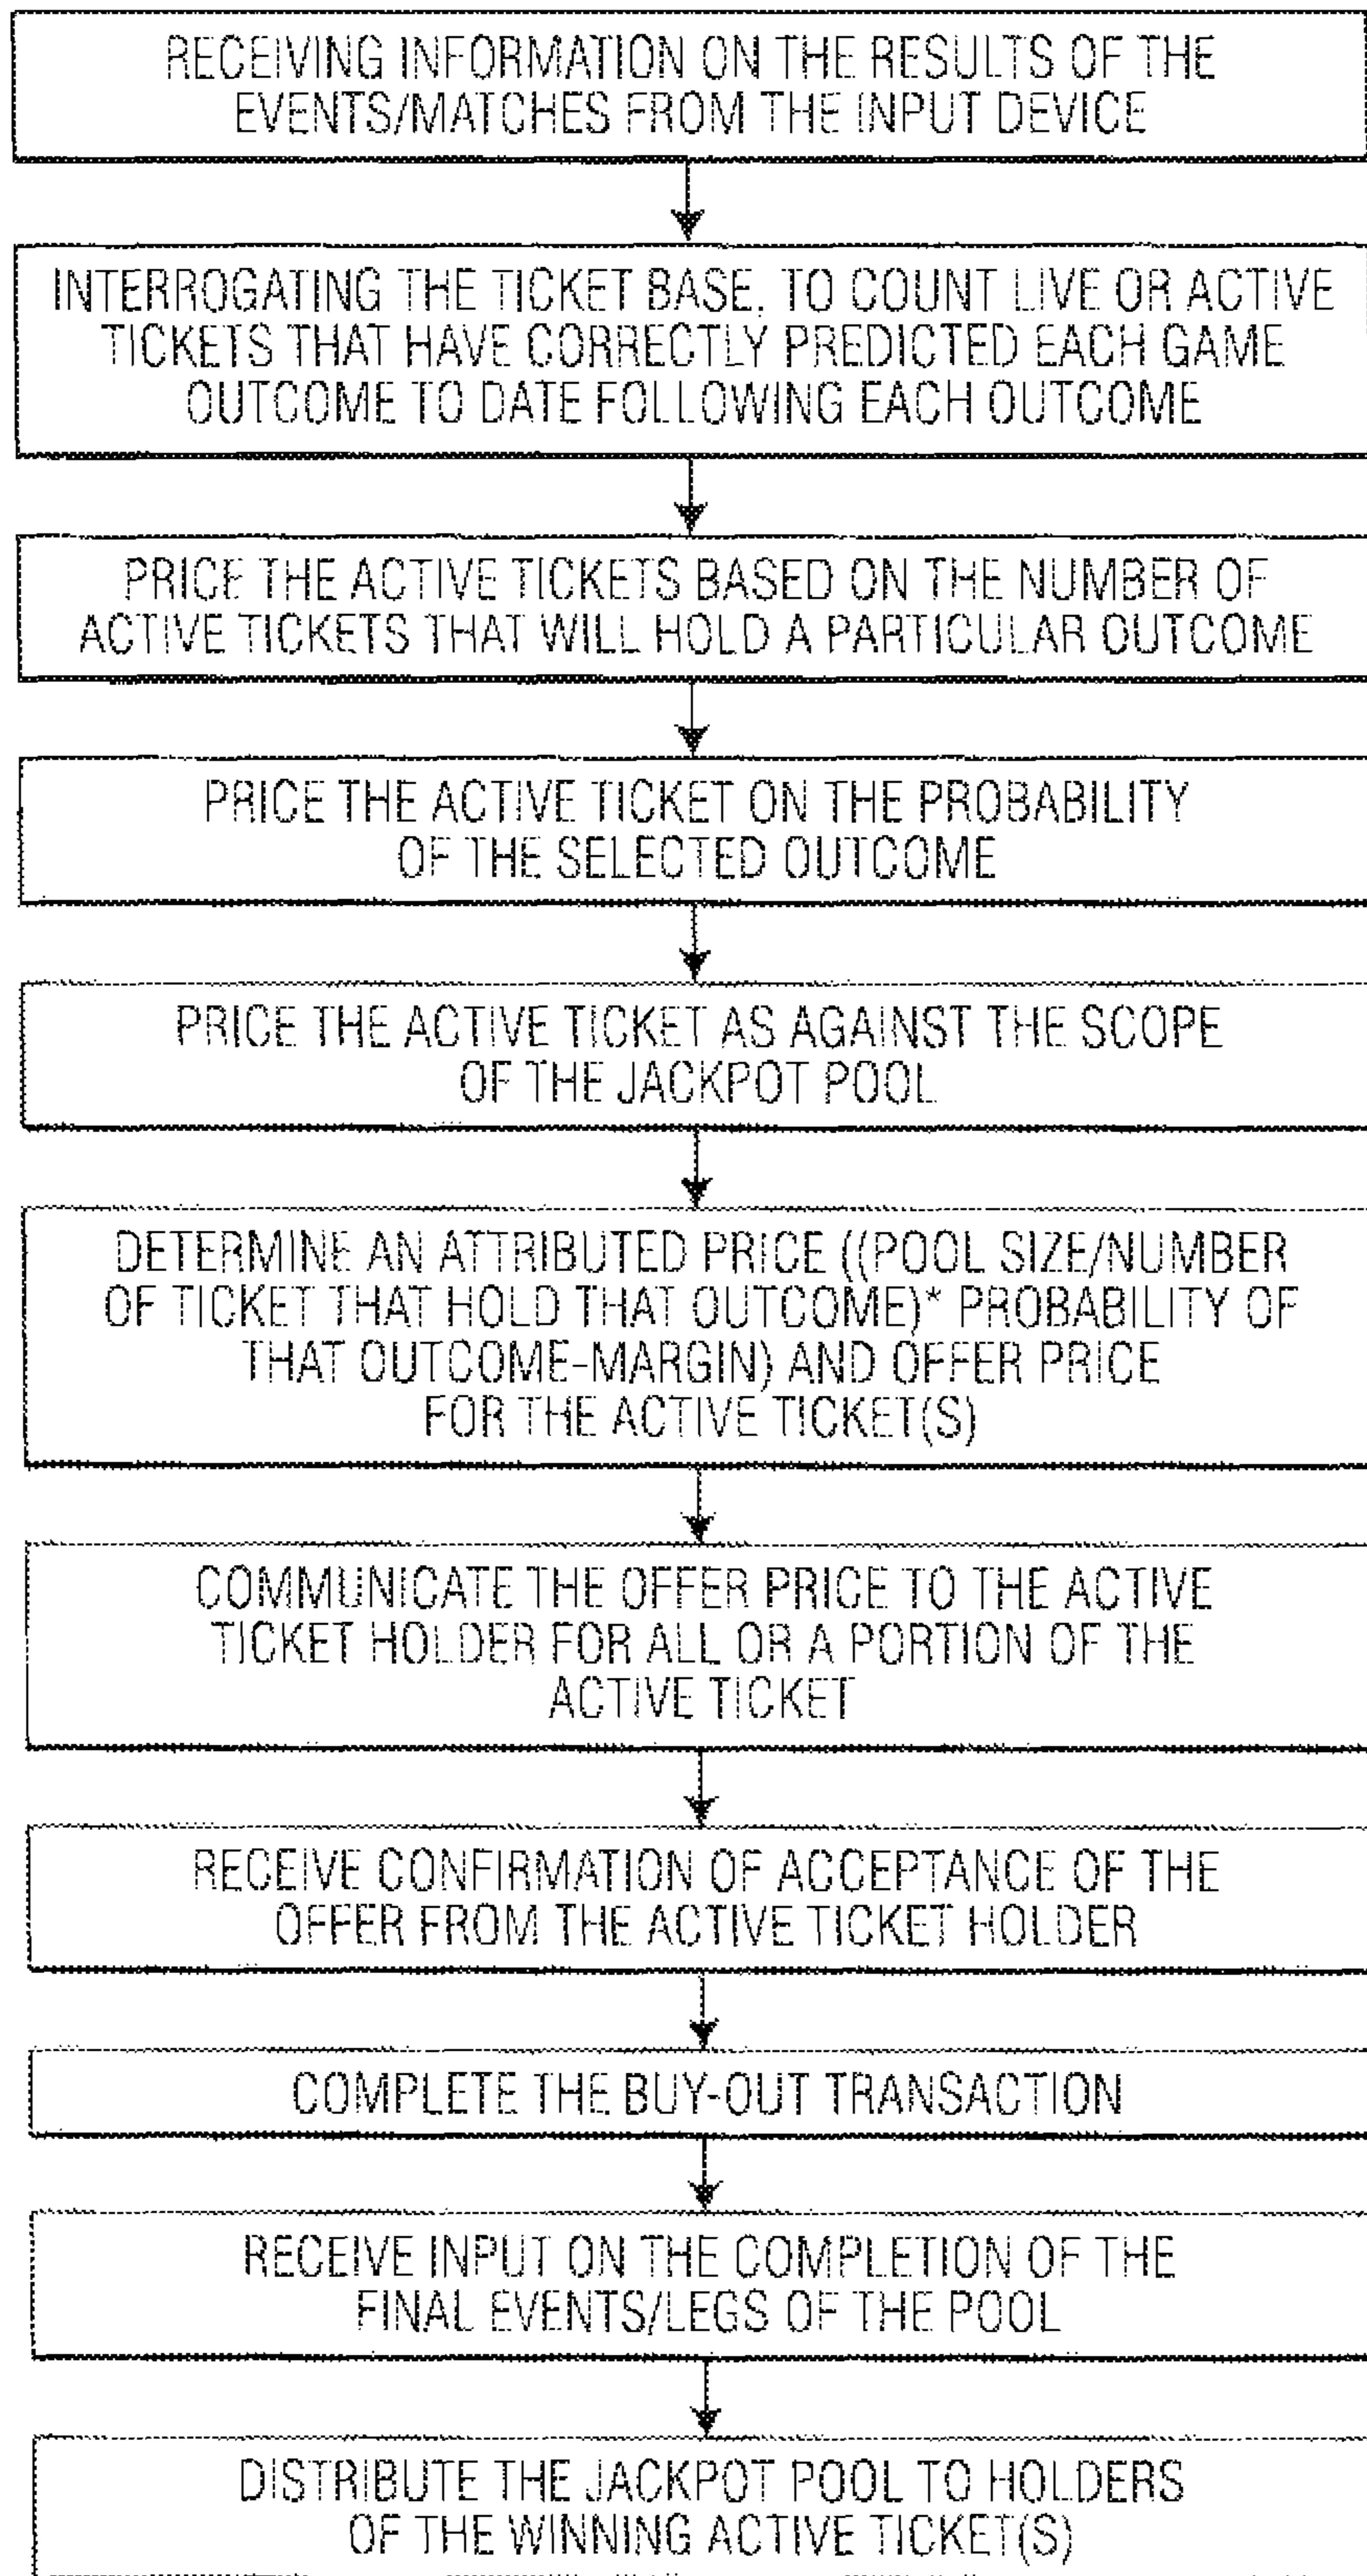 RECEIVING INFORMATION ON THE RESULTS OF THE
EVENTS/MATCHES FROM THE INPUT DEVICE
INTERROGATING THE TICKET BASE, TO COUNT LIVE OR ACTIVE
TICKETS THAT HAVE CORRECTLY PREDICTED EACH GAME
OUTCOME TO DATE FOLLOWING EACH OUTCOME
PRICE THE ACTIVE TICKETS BASED ON THE NUMBER OF
ACTIVE TICKETS THAT WILL HOLD A PARTICULAR OUTCOME
PRICE THE ACTIVE TICKET ON THE PROBABILITY
OF THE SELECTED OUTCOME
PRICE THE ACTIVE TICKET AS AGAINST THE SCOPE
OF THE JACKPOT POOL
DETERMINE AN ATTRIBUTED PRICE ((POOL SIZE/NUMBER
OF TICKET THAT HOLD THAT OUTCOME)* PROBABILITY OF
THAT OUTCOME-MARGIN) AND OFFER PRICE
FOR THE ACTIVE TICKET(S)
COMMUNICATE THE OFFER PRICE TO THE ACTIVE
TICKET HOLDER FOR ALL OR A PORTION OF THE
ACTIVE TICKET
RECEIVE CONFIRMATION OF ACCEPTANCE OF THE
OFFER FROM THE ACTIVE TICKET HOLDER
COMPLETE THE BUY-OUT TRANSACTION
RECEIVE INPUT ON THE COMPLETION OF THE
FINAL EVENTS/LEGS OF THE POOL
DISTRIBUTE THE JACKPOT POOL TO HOLDERS
OF THE WINNING ACTIVE TICKET(S)